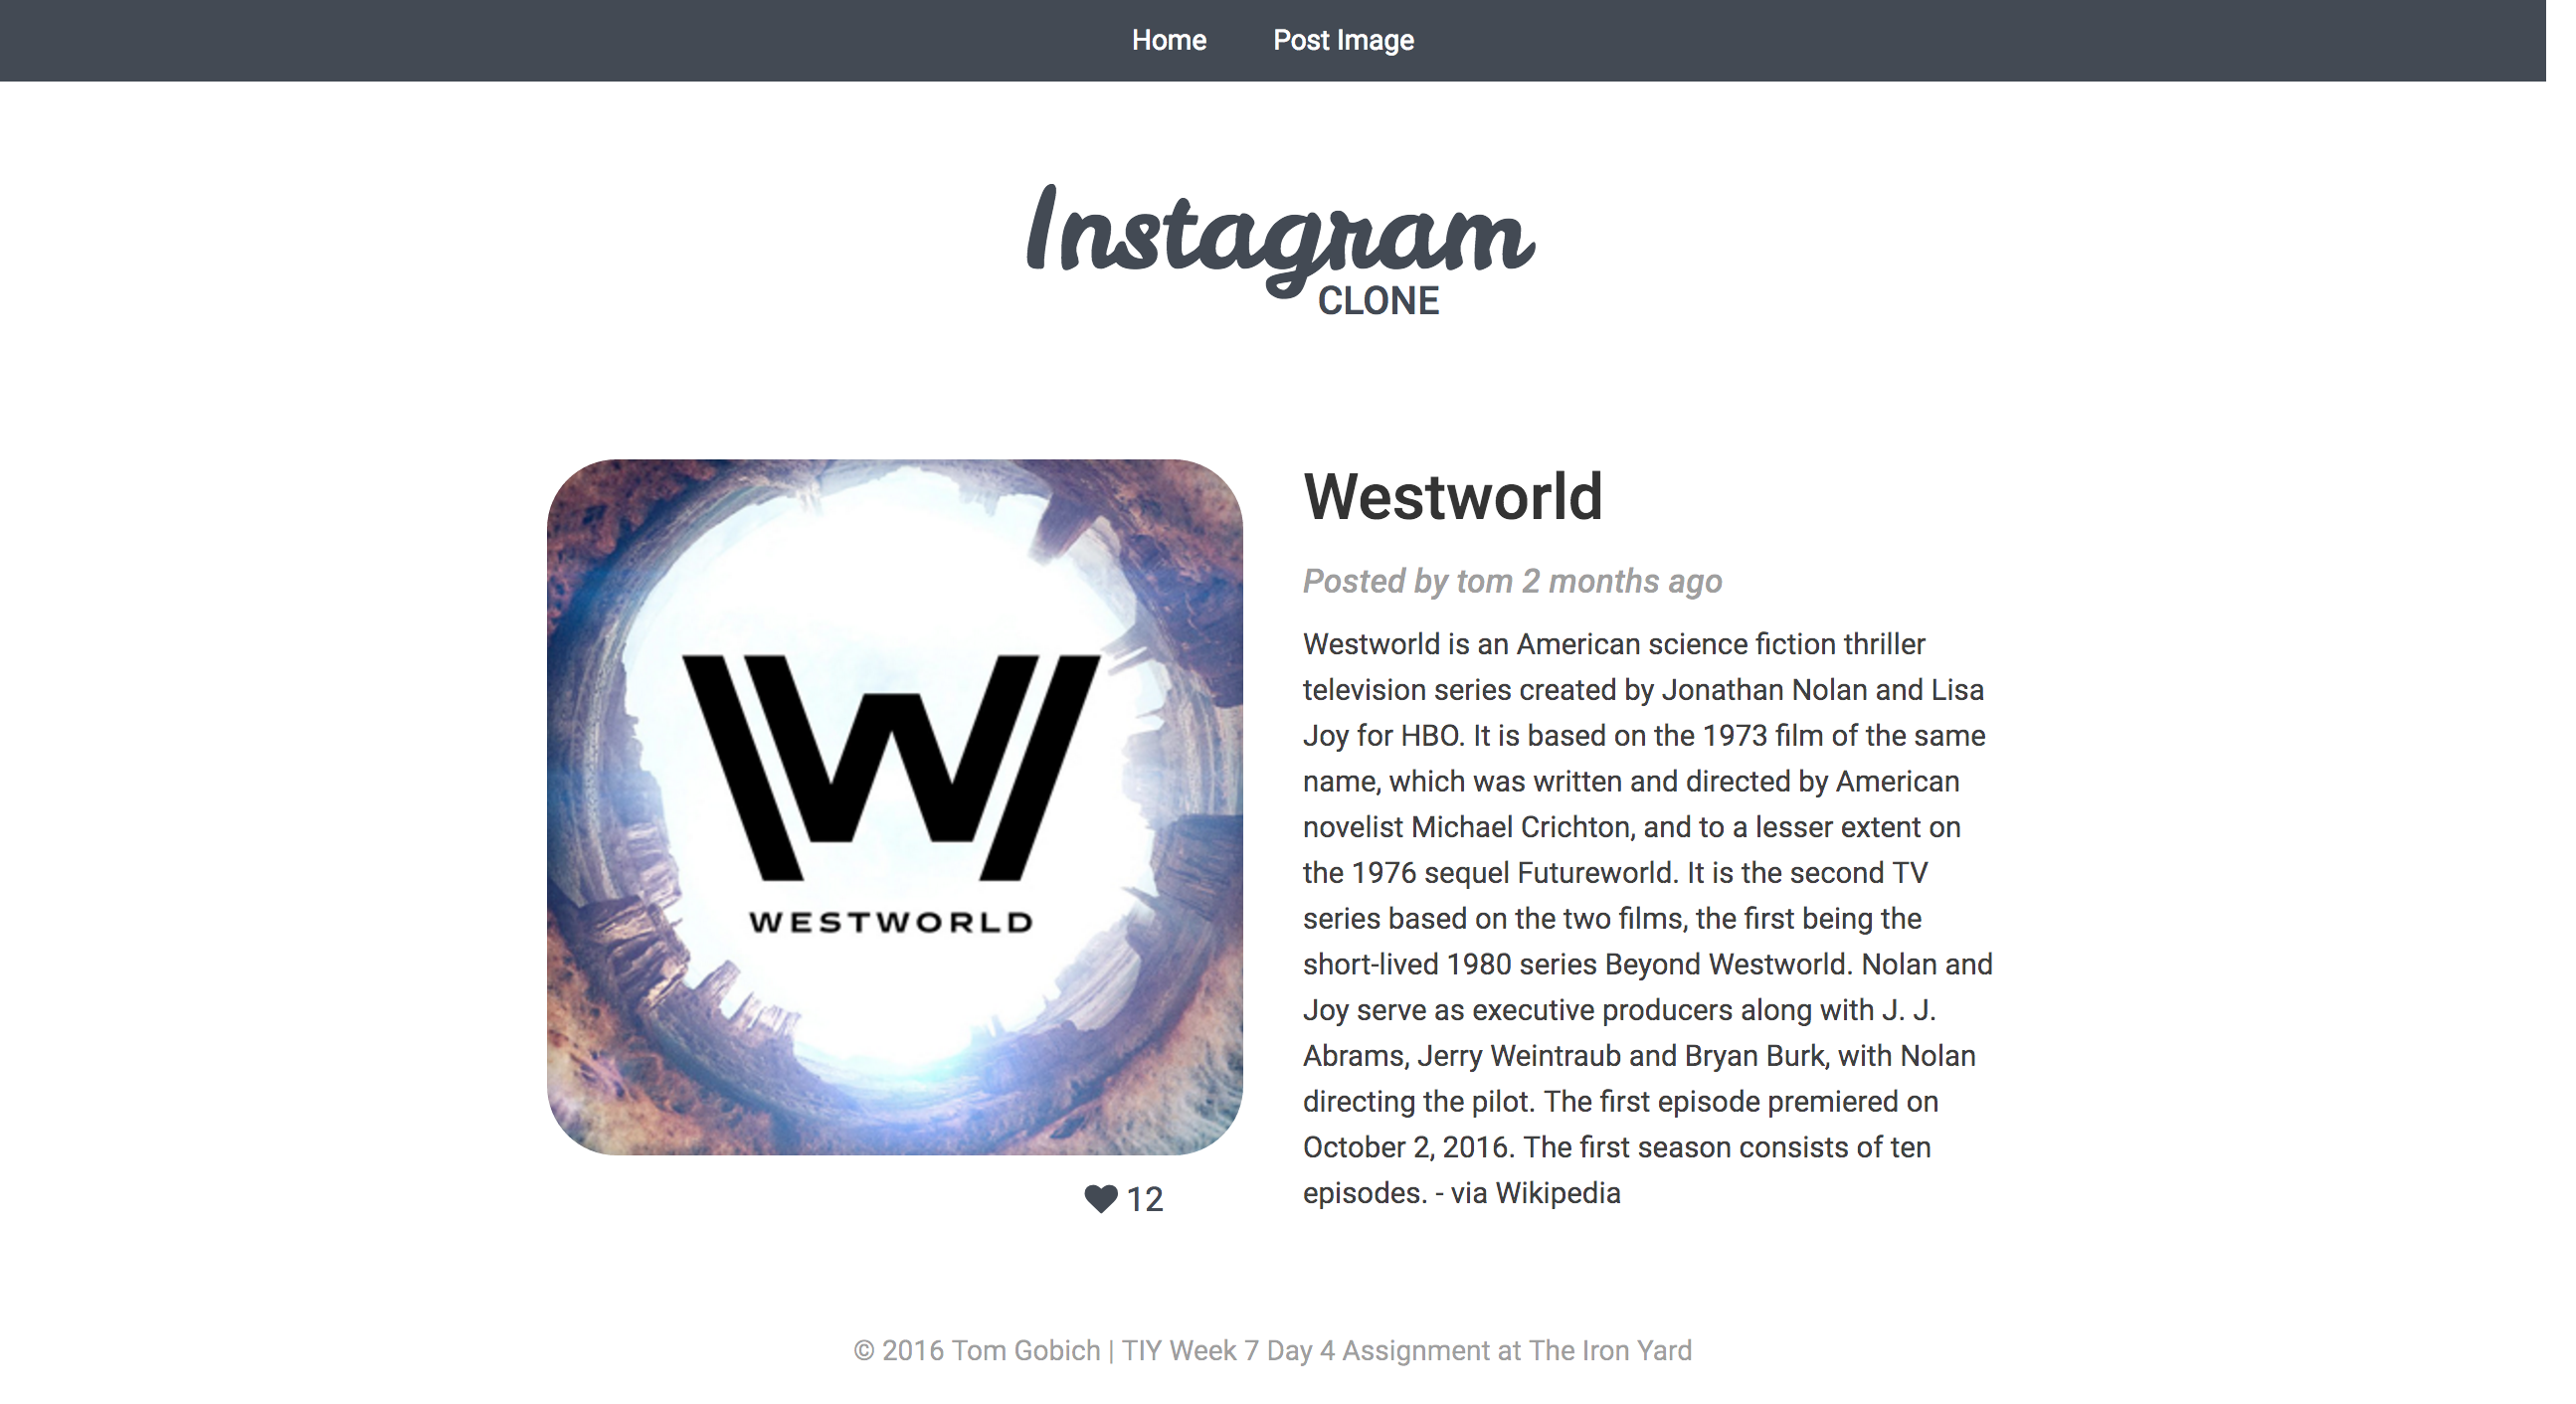 Home Post Image
Instagram
CLONE
W
WESTWORLD
12
Westworld
Posted by tom 2 months ago
Westworld is an American science fiction thriller
television series created by Jonathan Nolan and Lisa
Joy for HBO. It is based on the 1973 film of the same
name, which was written and directed by American
novelist Michael Crichton, and to a lesser extent on
the 1976 sequel Futureworld. It is the second TV
series based on the two films, the first being the
short-lived 1980 series Beyond Westworld. Nolan and
Joy serve as executive producers along with J. J.
Abrams, Jerry Weintraub and Bryan Burk, with Nolan
directing the pilot. The first episode premiered on
October 2, 2016. The first season consists of ten
episodes. - via Wikipedia
© 2016 Tom Gobich | TIY Week 7 Day 4 Assignment at The Iron Yard